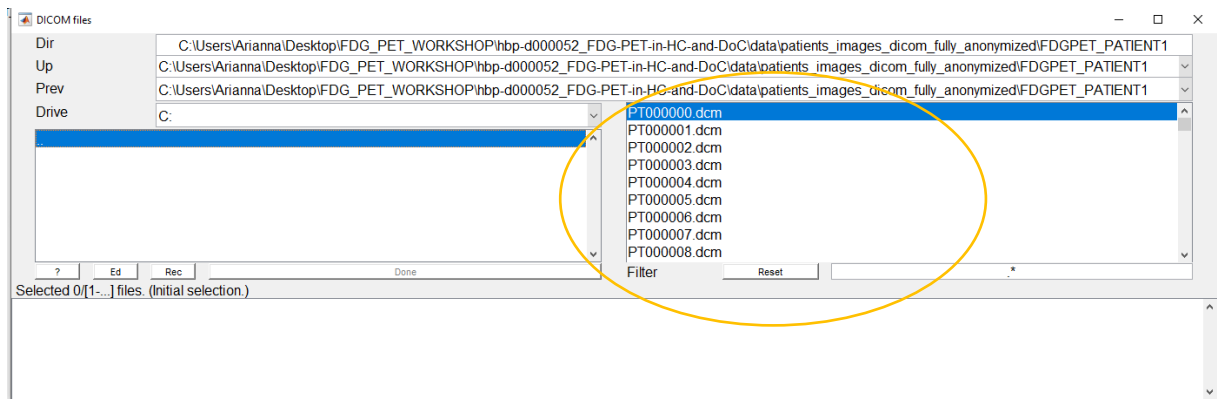 DICOM files
Dir C:\Users\Arianna\Desktop\FDG_PET_WORKSHOP\hbp-d000052_FDG-PET-in-HC-and-DoC\data\patients_images_dicom_fully_anonymized\FDGPET_PATIENT1
Up C:\Users\Arianna\Desktop\FDG_PET_WORKSHOP\hbp-d000052_FDG-PET-in-HC-and-DoC\data\patients_images_dicom_fully_anonymized\FDGPET_PATIENT1
Prev C:\Users\Arianna\Desktop\FDG_PET_WORKSHOP\hbp-d000052_FDG-PET-in-HC-and-DoC\data\patients_images_dicom_fully_anonymized\FDGPET_PATIENT1
Drive C:
..
PT000000.dcm
PT000001.dcm
PT000002.dcm
PT000003.dcm
PT000004.dcm
PT000005.dcm
PT000006.dcm
PT000007.dcm
PT000008.dcm
? Ed Rec Done Filter Reset .*
Selected 0/[1-...] files. (Initial selection.)